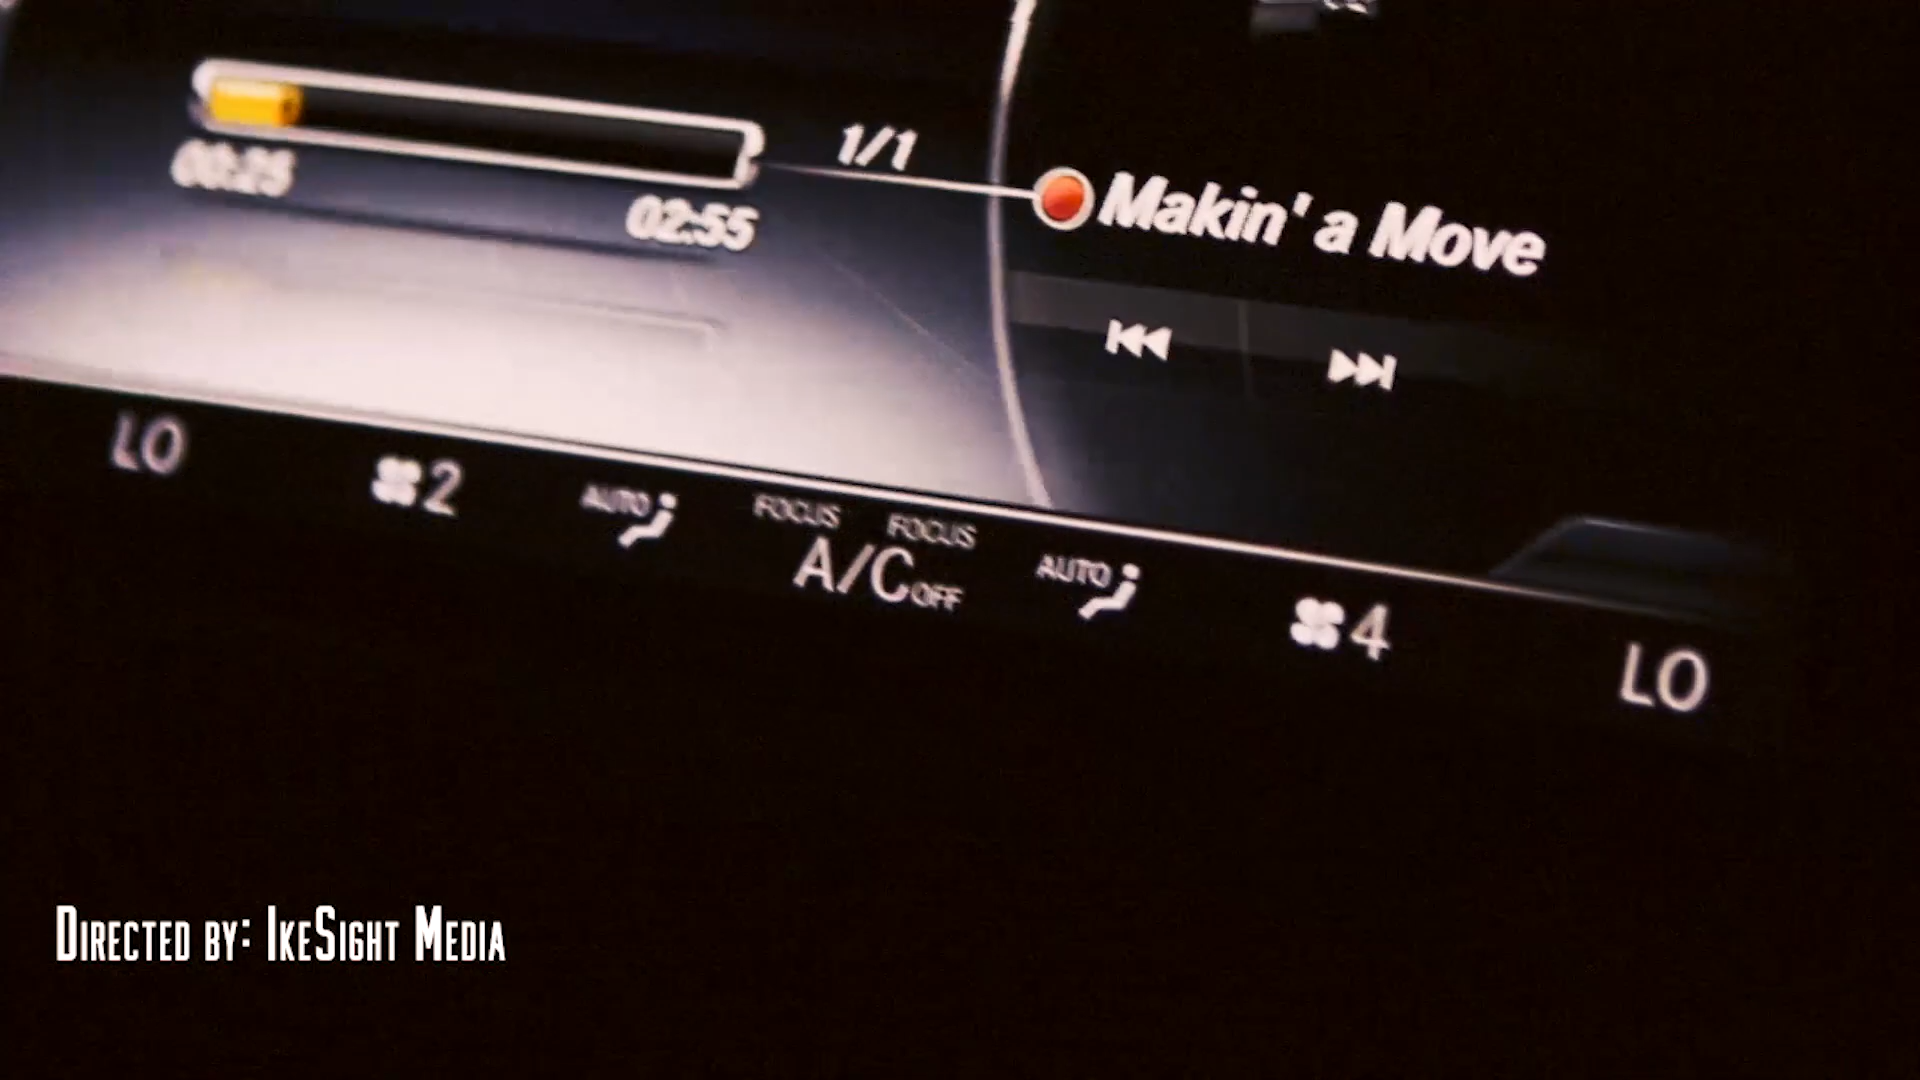 1/1
00:25
02:55
Makin' a Move
LO
2
AUTO
FOCUS
FOCUS
A/C OFF
AUTO
4
LO
Directed by: IkeSight Media